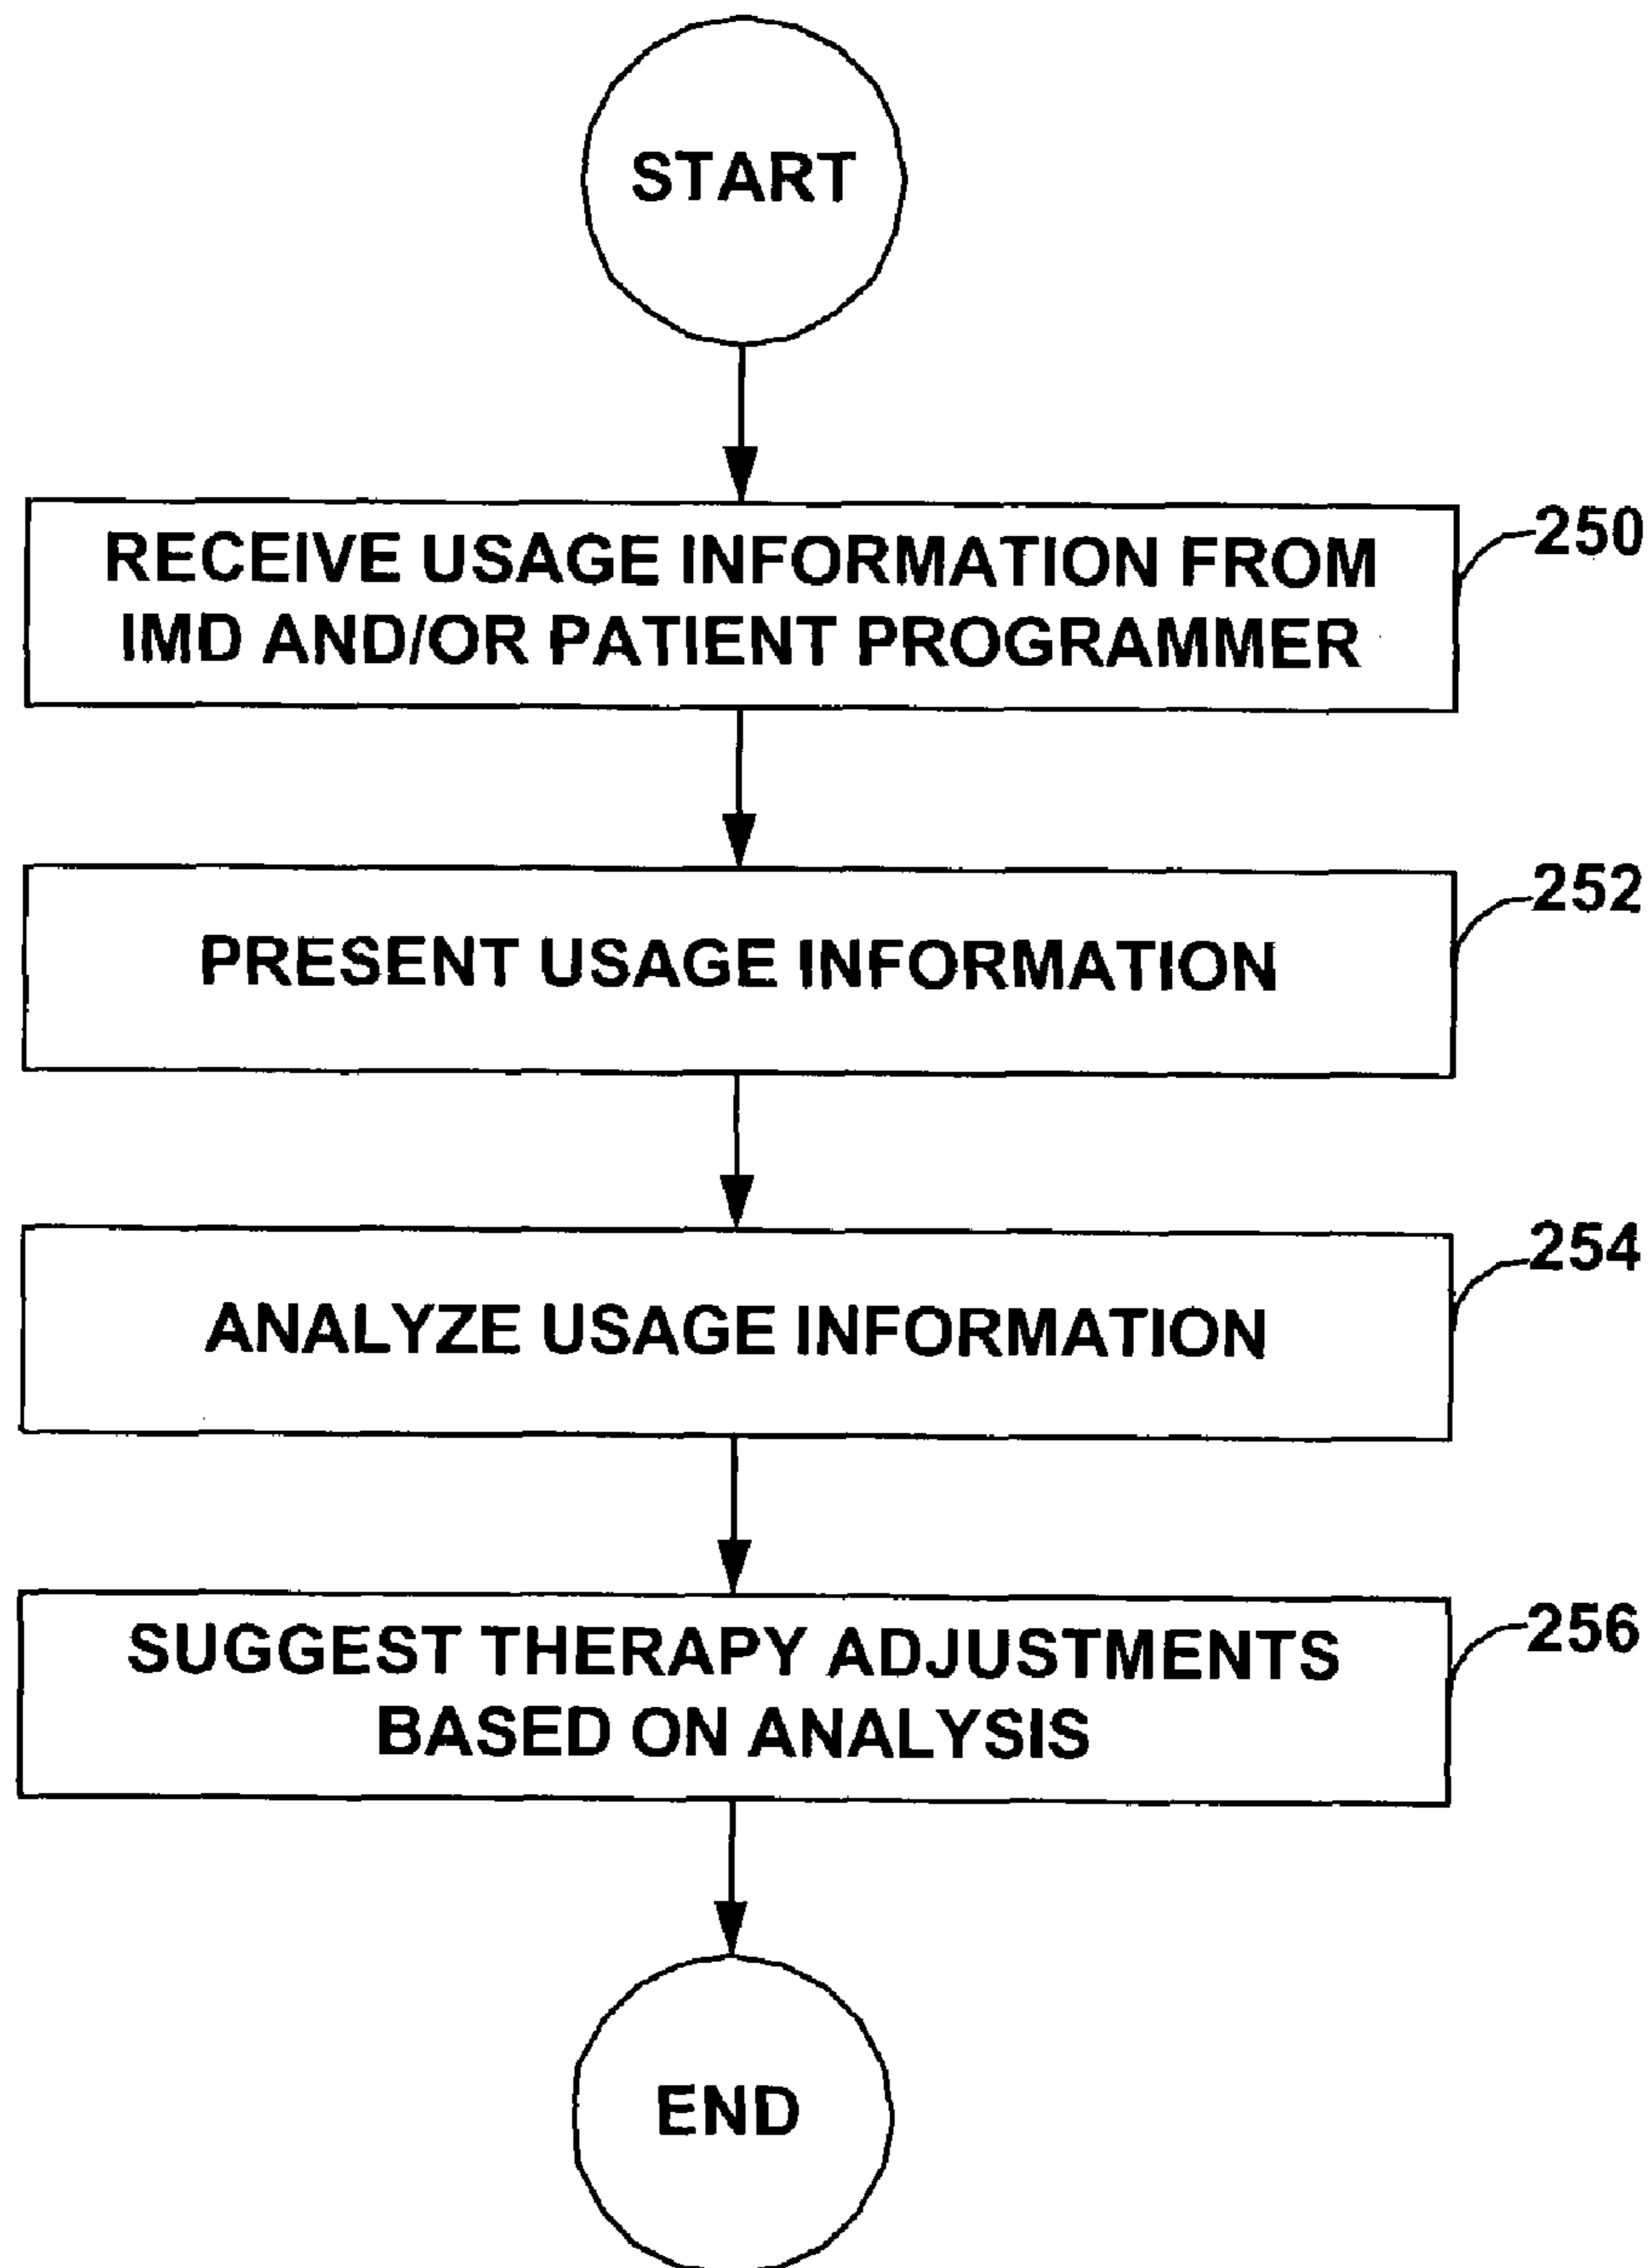 START
RECEIVE USAGE INFORMATION FROM
IMD AND/OR PATIENT PROGRAMMER
250
PRESENT USAGE INFORMATION
252
ANALYZE USAGE INFORMATION
254
SUGGEST THERAPY ADJUSTMENTS
BASED ON ANALYSIS
256
END